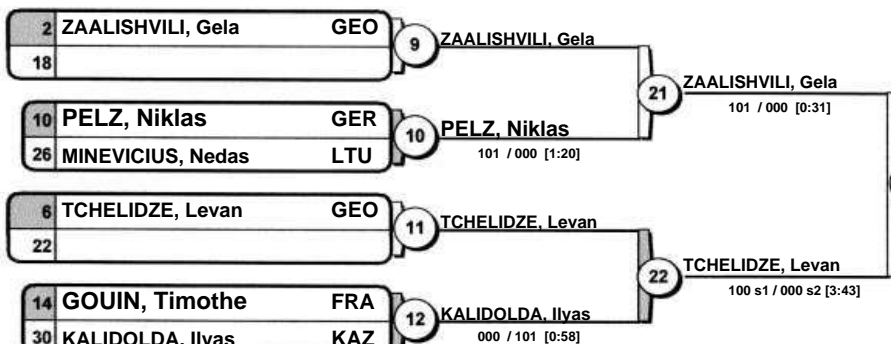 2 ZAALISHVILI, Gela GEO
18
9 ZAALISHVILI, Gela
10 PELZ, Niklas GER
26 MINEVICIUS, Nedas LTU
10 PELZ, Niklas
101 / 000 [1:20]
21 ZAALISHVILI, Gela
101 / 000 [0:31]
6 TCHELIDZE, Levan GEO
22
11 TCHELIDZE, Levan
14 GOUIN, Timothe FRA
30 KALIDOLDA, Ilyas KAZ
12 KALIDOLDA, Ilyas
000 / 101 [0:58]
22 TCHELIDZE, Levan
100 s1 / 000 s2 [3:43]